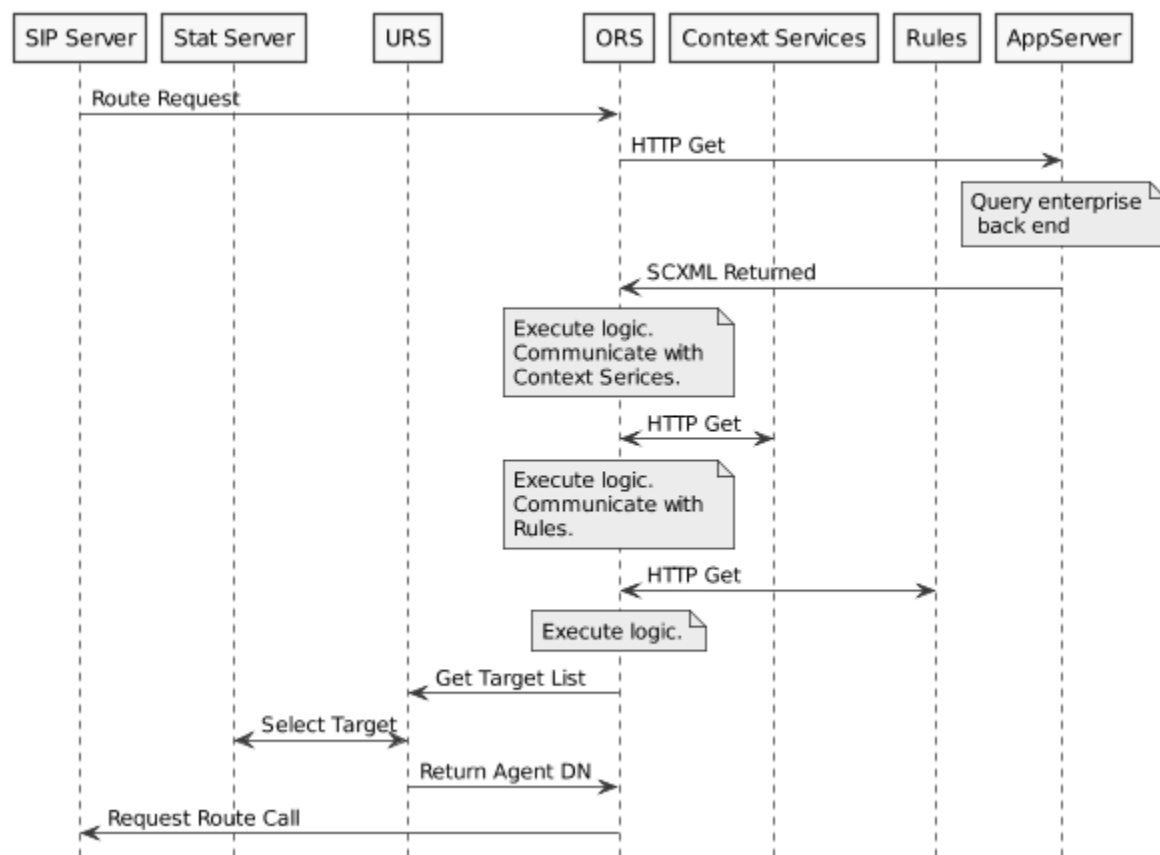 SIP Server
Stat Server
URS
ORS
Context Services
Rules
AppServer
Route Request
HTTP Get
Query enterprise
back end
SCXML Returned
Execute logic.
Communicate with
Context Serices.
HTTP Get
Execute logic.
Communicate with
Rules.
HTTP Get
Execute logic.
Get Target List
Select Target
Return Agent DN
Request Route Call